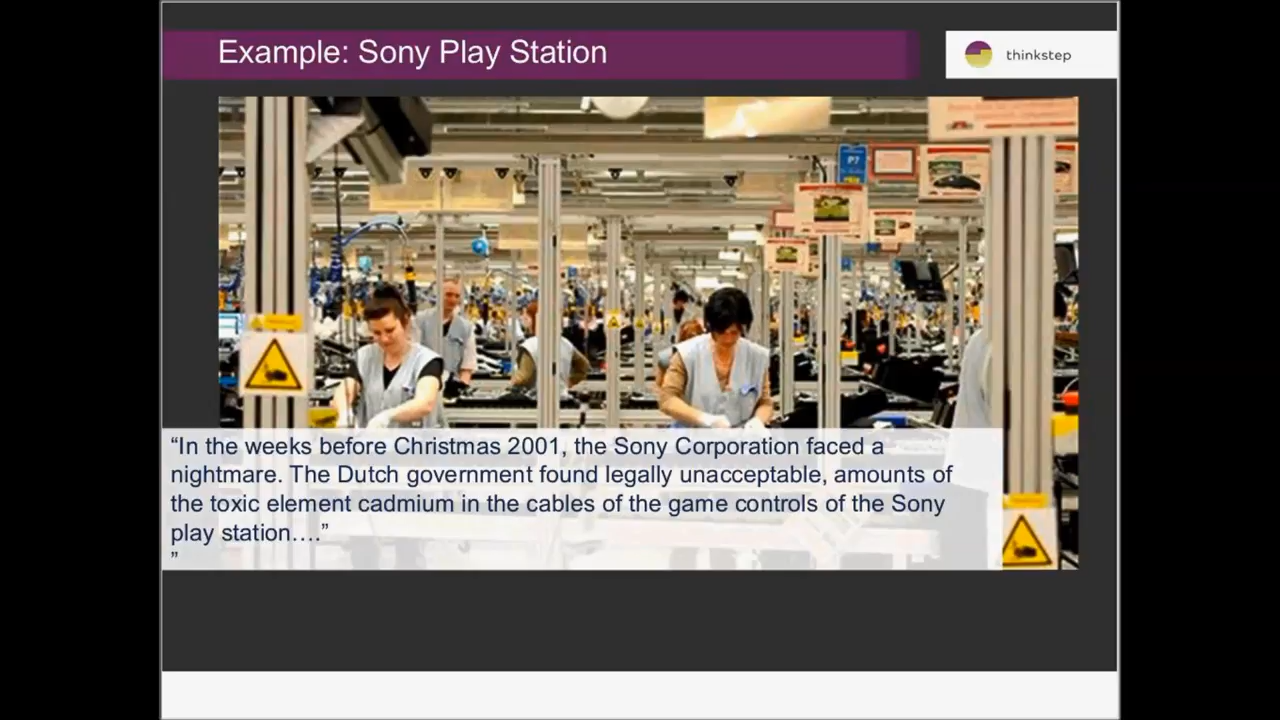 Example: Sony Play Station
thinkstep
P7
“In the weeks before Christmas 2001, the Sony Corporation faced a
nightmare. The Dutch government found legally unacceptable, amounts of
the toxic element cadmium in the cables of the game controls of the Sony
play station….”
”